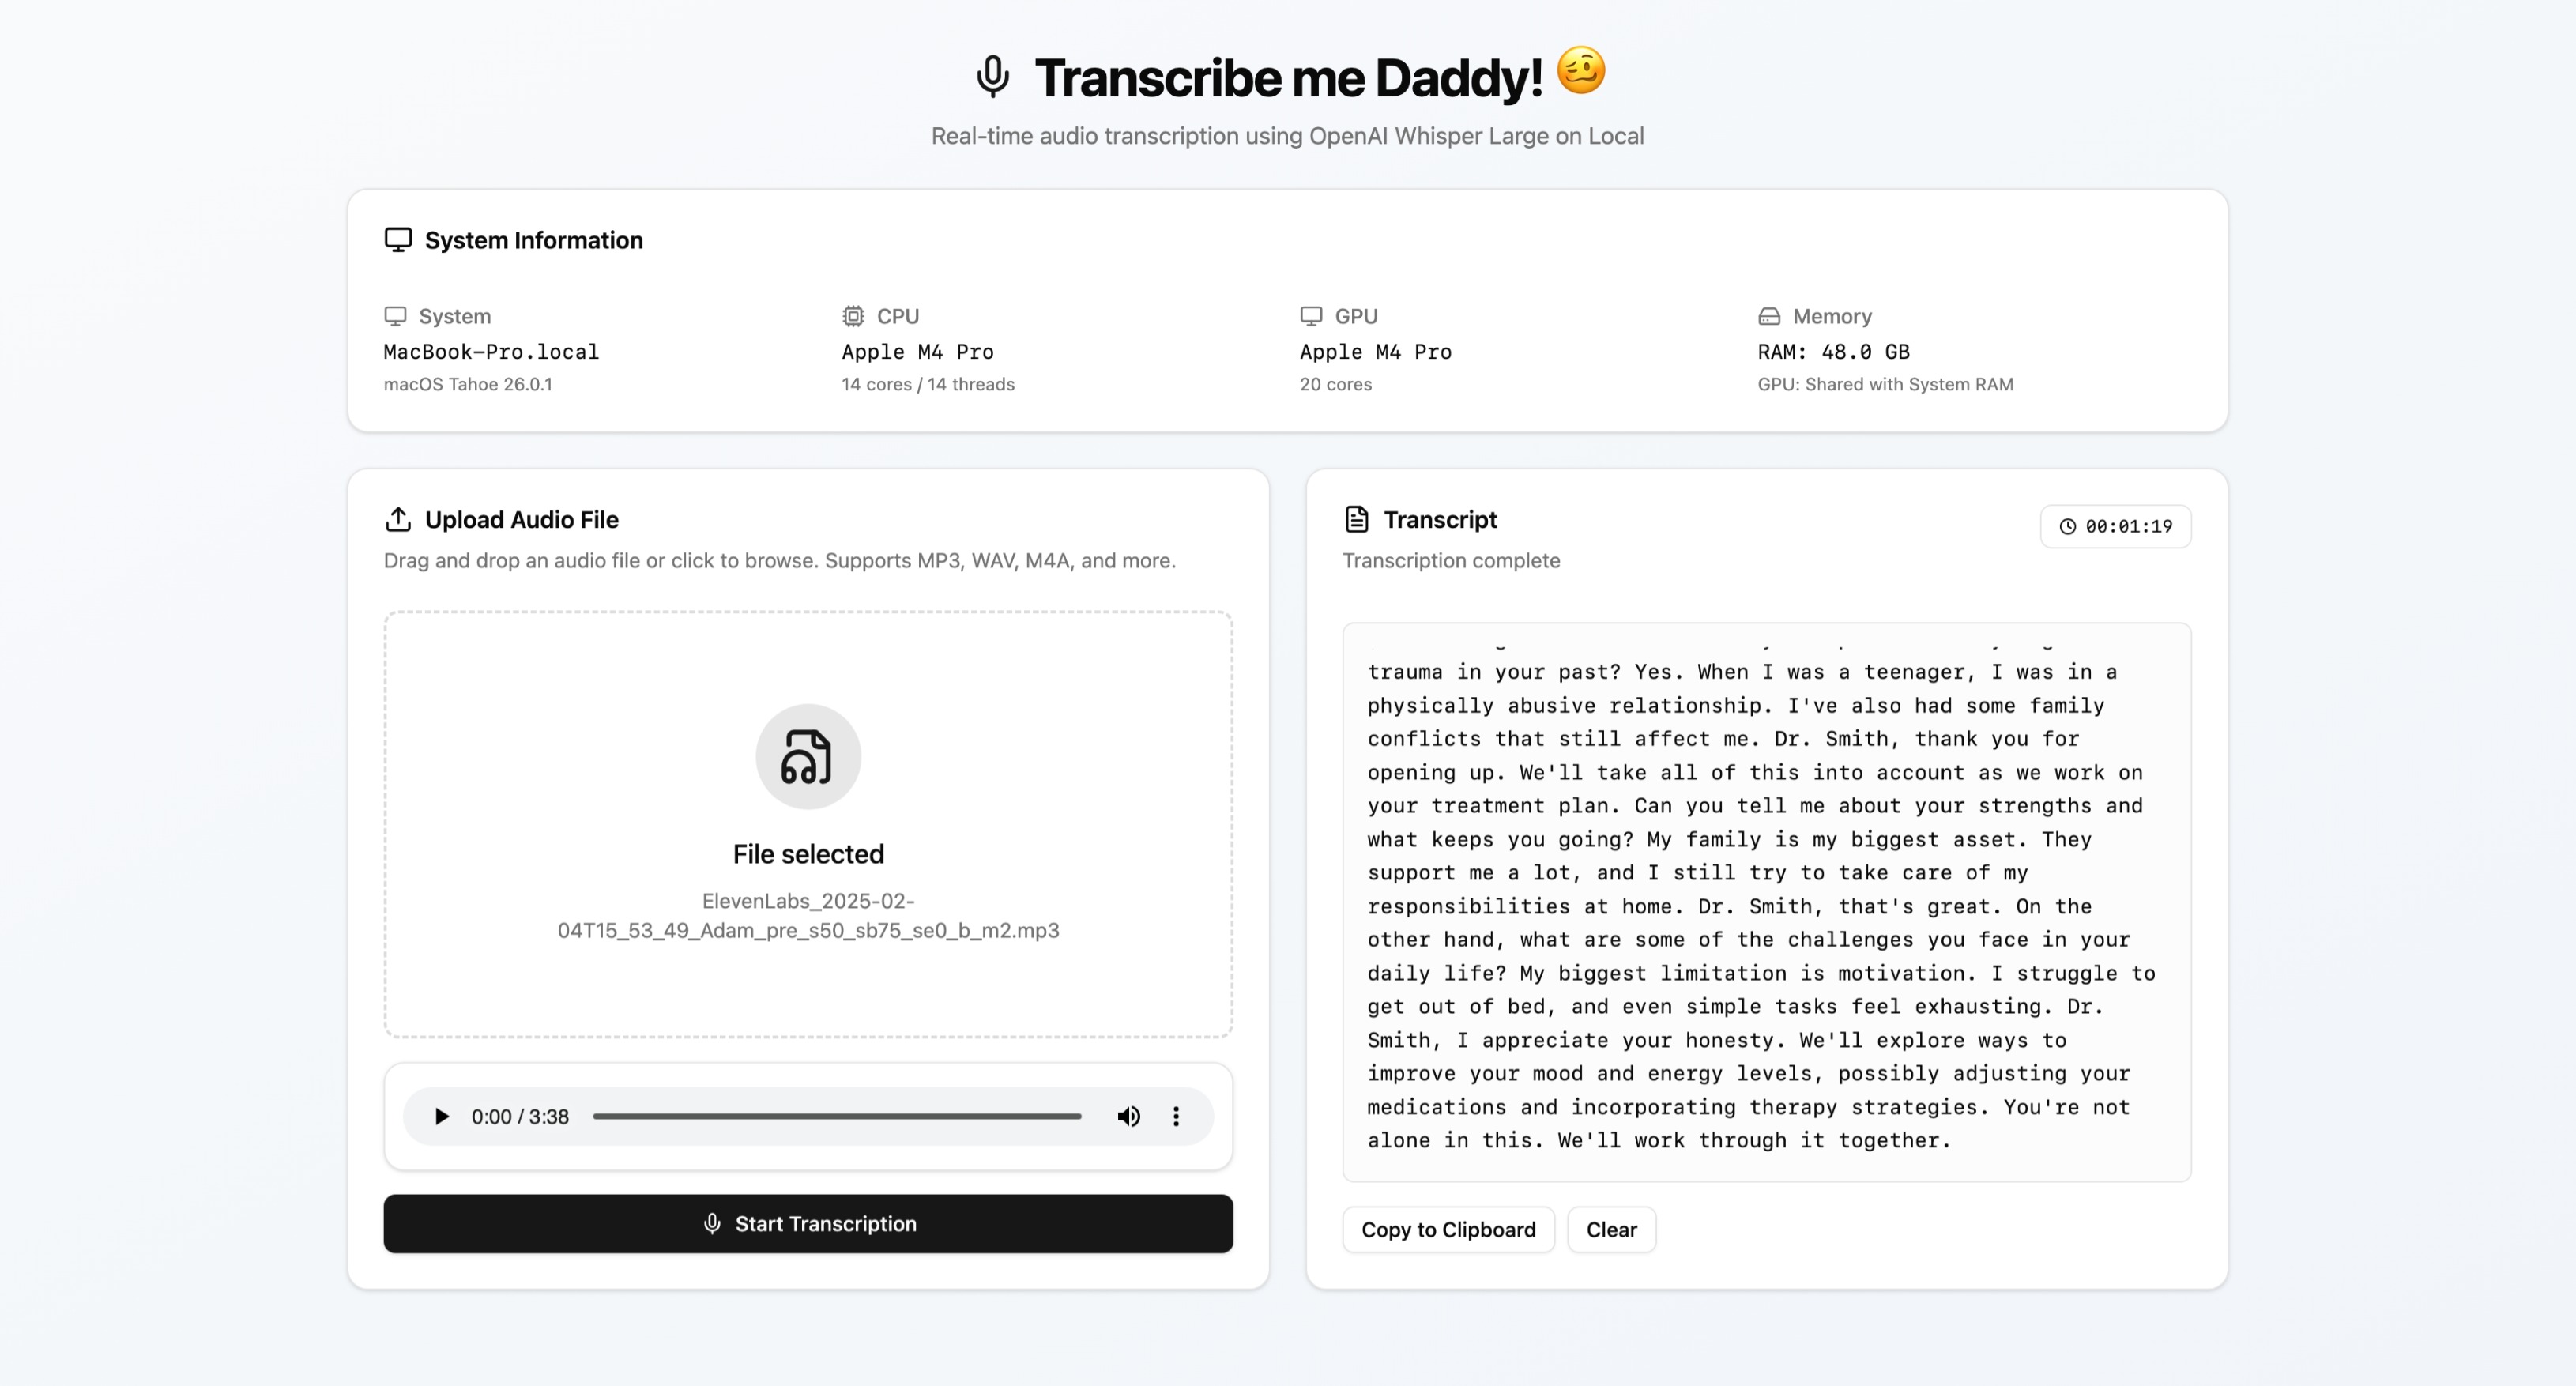 Transcribe me Daddy! 🥴
Real-time audio transcription using OpenAI Whisper Large on Local
System Information
System
MacBook-Pro.local
macOS Tahoe 26.0.1
CPU
Apple M4 Pro
14 cores / 14 threads
GPU
Apple M4 Pro
20 cores
Memory
RAM: 48.0 GB
GPU: Shared with System RAM
Upload Audio File
Drag and drop an audio file or click to browse. Supports MP3, WAV, M4A, and more.
File selected
ElevenLabs_2025-02-
04T15_53_49_Adam_pre_s50_sb75_se0_b_m2.mp3
0:00 / 3:38
Start Transcription
Transcript
00:01:19
Transcription complete
trauma in your past? Yes. When I was a teenager, I was in a
physically abusive relationship. I've also had some family
conflicts that still affect me. Dr. Smith, thank you for
opening up. We'll take all of this into account as we work on
your treatment plan. Can you tell me about your strengths and
what keeps you going? My family is my biggest asset. They
support me a lot, and I still try to take care of my
responsibilities at home. Dr. Smith, that's great. On the
other hand, what are some of the challenges you face in your
daily life? My biggest limitation is motivation. I struggle to
get out of bed, and even simple tasks feel exhausting. Dr.
Smith, I appreciate your honesty. We'll explore ways to
improve your mood and energy levels, possibly adjusting your
medications and incorporating therapy strategies. You're not
alone in this. We'll work through it together.
Copy to Clipboard
Clear